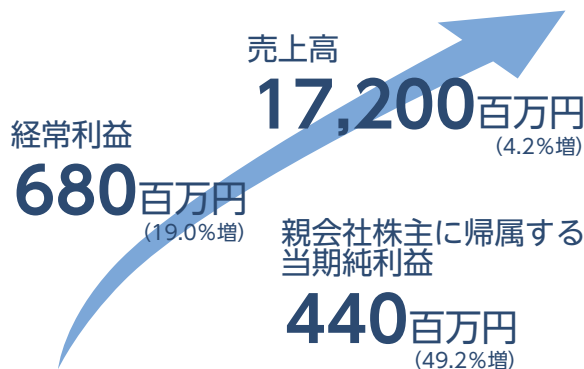 売上高
17,200百万円
(4.2%増)
経常利益
680百万円
(19.0%増)
親会社株主に帰属する
当期純利益
440百万円
(49.2%増)